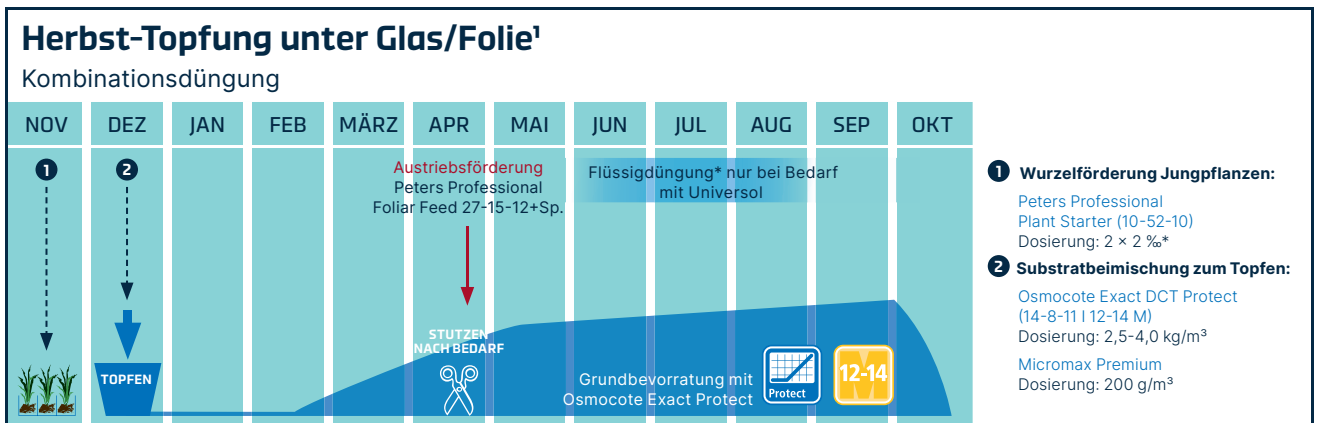 Herbst-Topfung unter Glas/Folie¹
Kombinationsdüngung
NOV DEZ JAN FEB MÄRZ APR MAI JUN JUL AUG SEP OKT
1 2
Austriebsförderung
Peters Professional
Foliar Feed 27-15-12+Sp.
Flüssigdüngung* nur bei Bedarf
mit Universol
STUTZEN
NACH BEDARF
TOPFEN
Grundbevorratung mit
Osmocote Exact Protect
Protect
M
12-14
1 Wurzelförderung Jungpflanzen:
Peters Professional
Plant Starter (10-52-10)
Dosierung: 2 × 2 ‰*
2 Substratbeimischung zum Topfen:
Osmocote Exact DCT Protect
(14-8-11 I 12-14 M)
Dosierung: 2,5-4,0 kg/m³
Micromax Premium
Dosierung: 200 g/m³